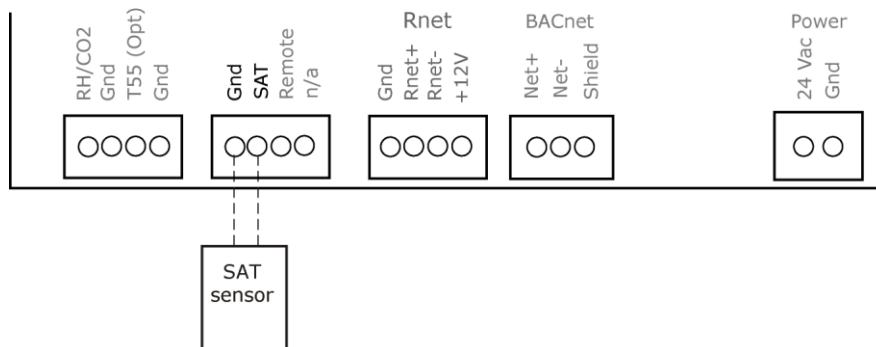 Rnet
BACnet
Power
RH/CO2
Gnd
T55 (Opt)
Gnd
Gnd
SAT
Remote
n/a
Gnd
Rnet+
Rnet-
+12V
Net+
Net-
Shield
24 Vac
Gnd
SAT
sensor